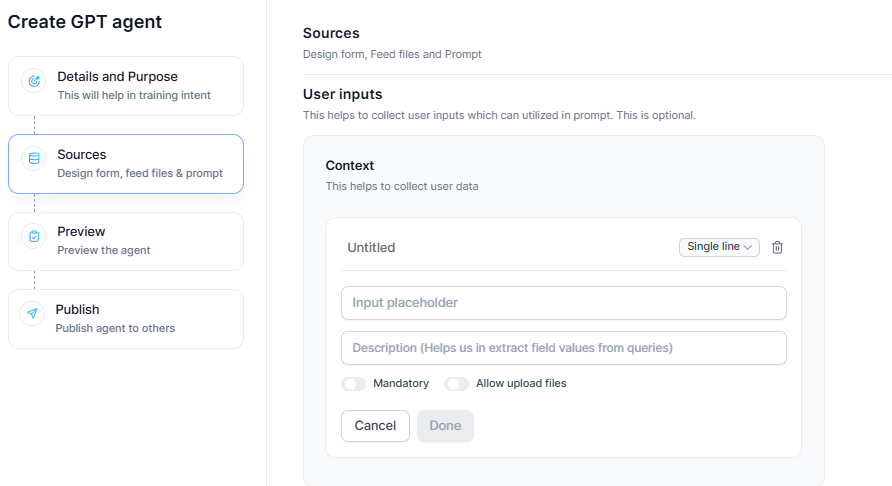 Create GPT agent
Details and Purpose
This will help in training intent
Sources
Design form, feed files & prompt
Preview
Preview the agent
Publish
Publish agent to others
Sources
Design form, Feed files and Prompt
User inputs
This helps to collect user inputs which can utilized in prompt. This is optional.
Context
This helps to collect user data
Untitled
Single line
Input placeholder
Description (Helps us in extract field values from queries)
Mandatory
Allow upload files
Cancel
Done